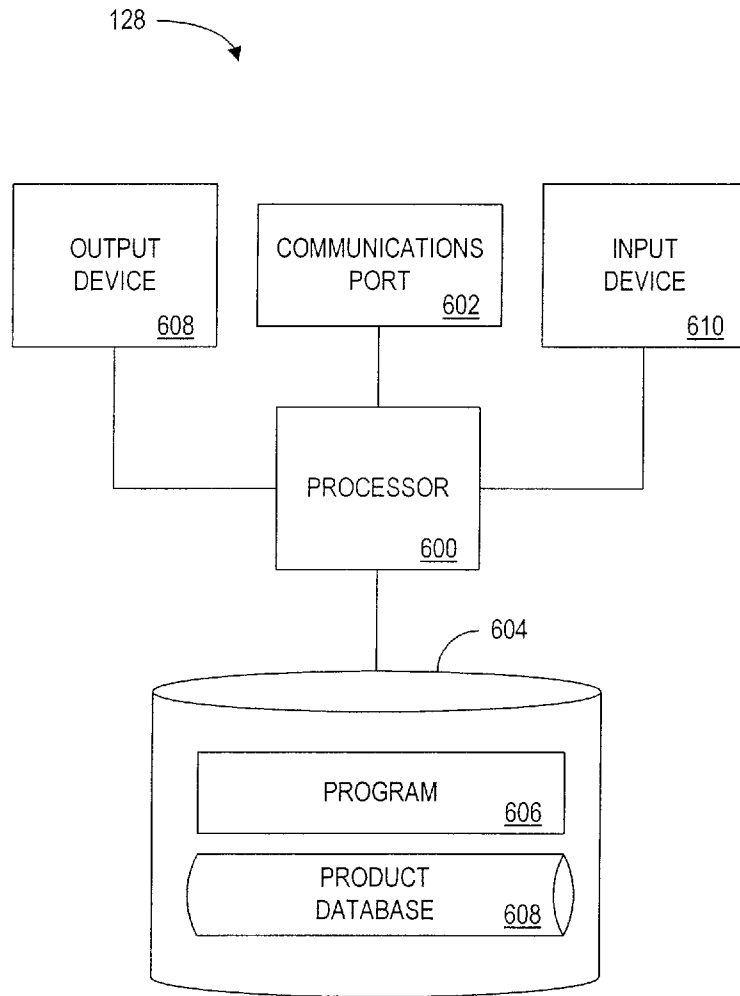 128
OUTPUT
DEVICE
608
COMMUNICATIONS
PORT
602
INPUT
DEVICE
610
PROCESSOR
600
604
PROGRAM
606
PRODUCT
DATABASE
608